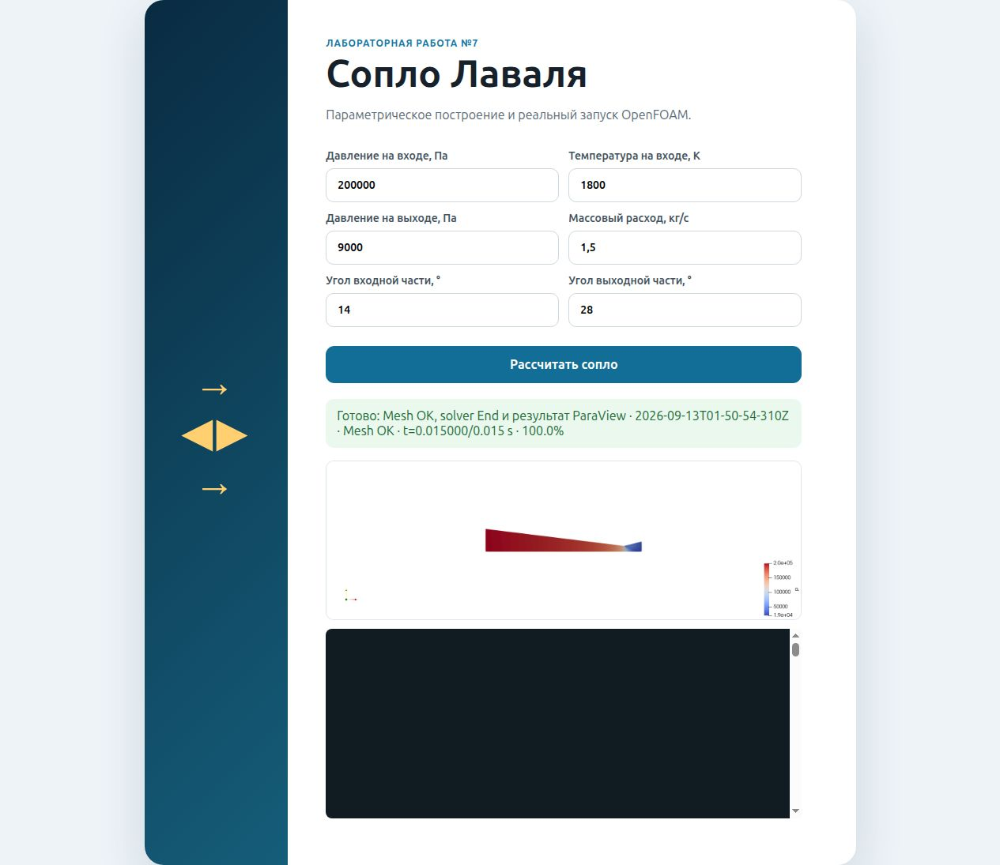 ЛАБОРАТОРНАЯ РАБОТА №7
Сопло Лаваля
Параметрическое построение и реальный запуск OpenFOAM.
Давление на входе, Па
Температура на входе, К
200000
1800
Давление на выходе, Па
Массовый расход, кг/с
9000
1,5
Угол входной части, °
Угол выходной части, °
14
28
Рассчитать сопло
Готово: Mesh OK, solver End и результат ParaView · 2026-09-13T01-50-54-310Z
· Mesh OK · t=0.015000/0.015 s · 100.0%
2.0e+05
150000
100000
p
50000
1.9e+04